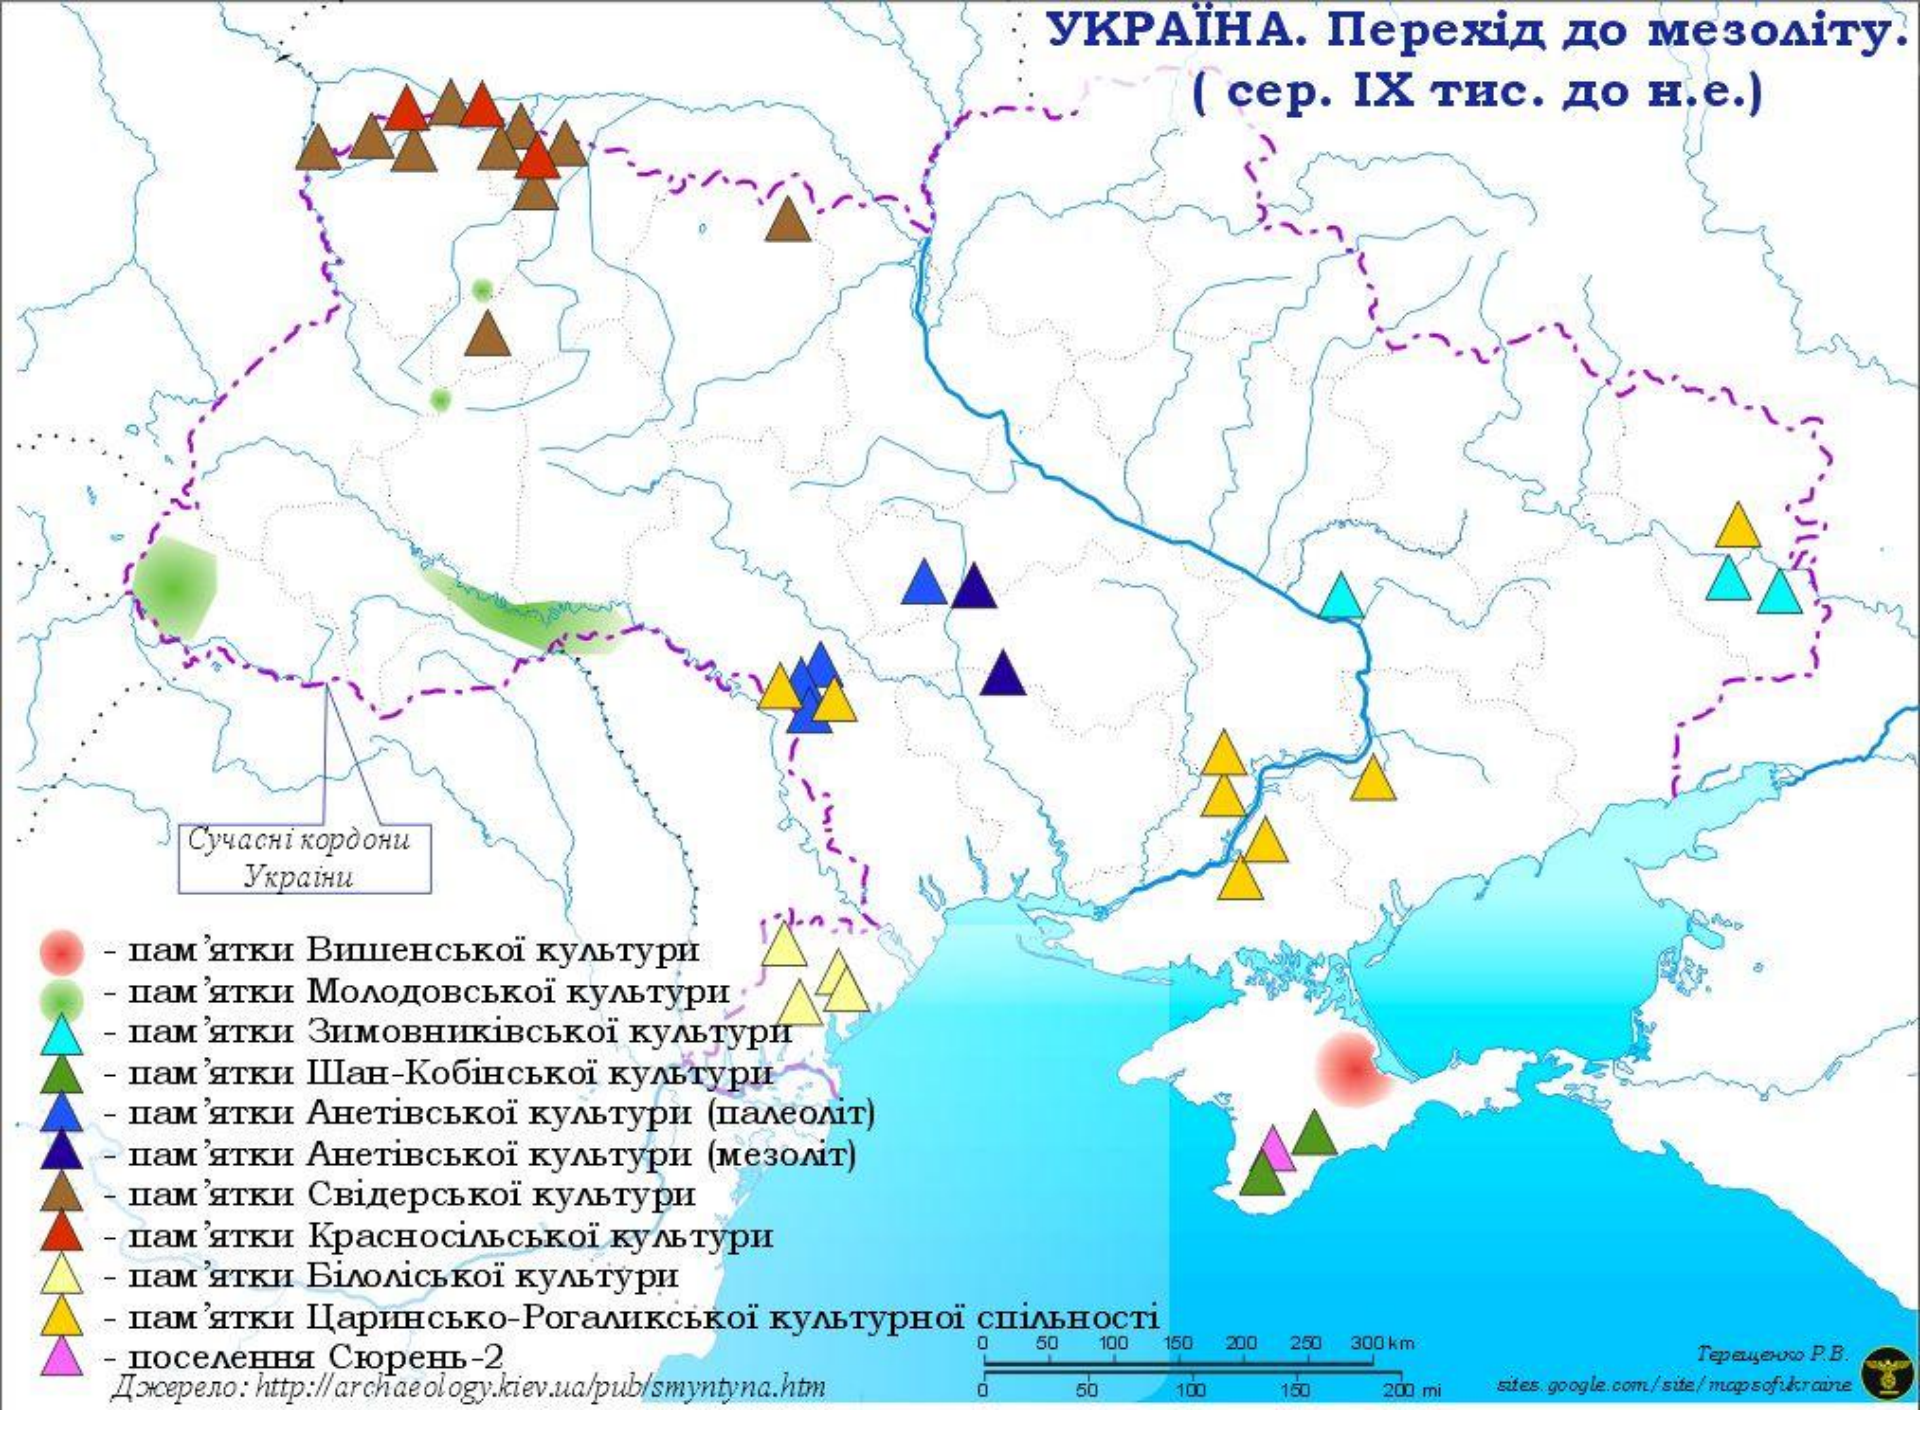 УКРАЇНА. Перехід до мезоліту.
( сер. IX тис. до н.е.)
Сучасні кордони
України
- пам’ятки Вишенської культури
- пам’ятки Молодовської культури
- пам’ятки Зимовниківської культури
- пам’ятки Шан-Кобінської культури
- пам’ятки Анетівської культури (палеоліт)
- пам’ятки Анетівської культури (мезоліт)
- пам’ятки Свідерської культури
- пам’ятки Красносільської культури
- пам’ятки Білоліської культури
- пам’ятки Царинсько-Рогаликської культурної спільності
- поселення Сюрень-2
Джерело: http://archaeology.kiev.ua/pub/smyntyna.htm
0 50 100 150 200 250 300 km
0 50 100 150 200 mi
Терещенко Р.В.
sites.google.com/site/mapsofukraine